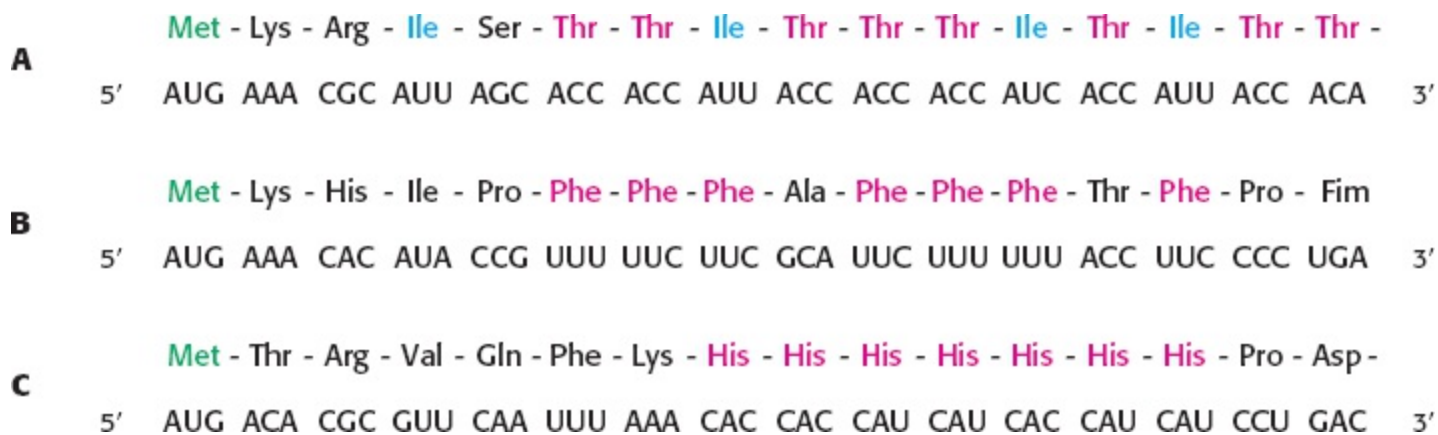 Met - Lys - Arg - Ile - Ser - Thr - Thr - Ile - Thr - Thr - Thr - Ile - Thr - Ile - Thr - Thr -
A
5′ AUG AAA CGC AUU AGC ACC ACC AUU ACC ACC ACC AUC ACC AUU ACC ACA 3′
Met - Lys - His - Ile - Pro - Phe - Phe - Phe - Ala - Phe - Phe - Phe - Thr - Phe - Pro - Fim
B
5′ AUG AAA CAC AUA CCG UUU UUC UUC GCA UUC UUU UUU ACC UUC CCC UGA 3′
Met - Thr - Arg - Val - Gln - Phe - Lys - His - His - His - His - His - His - His - Pro - Asp -
C
5′ AUG ACA CGC GUU CAA UUU AAA CAC CAC CAU CAU CAC CAU CAU CCU GAC 3′